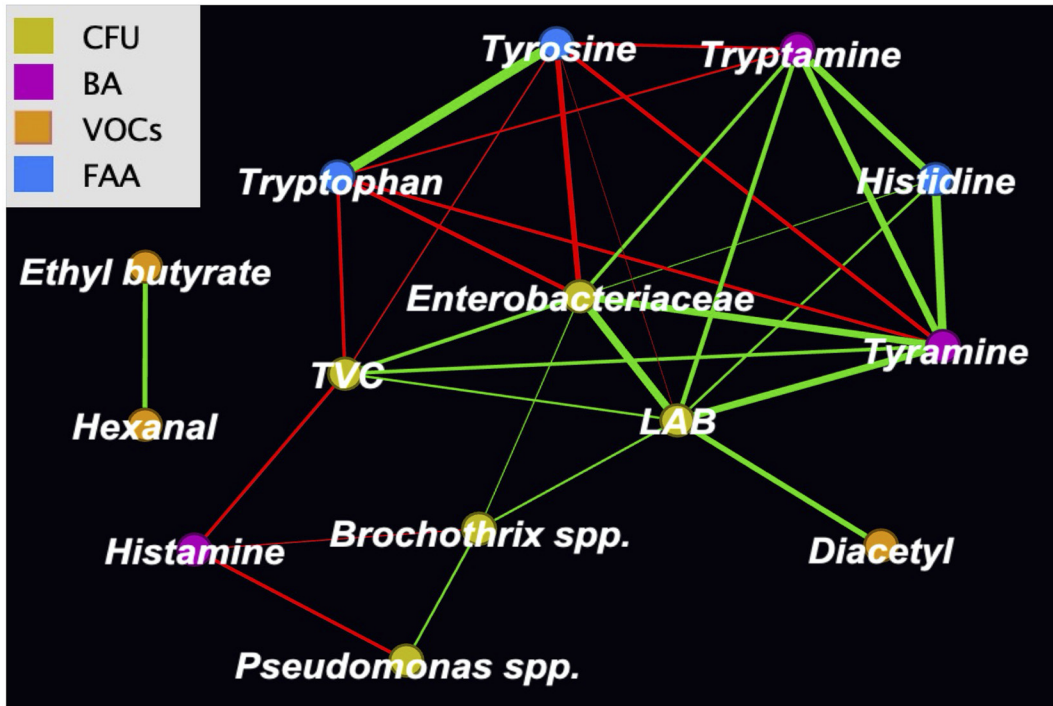 CFU
BA
VOCs
FAA
Tyrosine
Tryptamine
Tryptophan
Histidine
Ethyl butyrate
Enterobacteriaceae
Tyramine
TVC
Hexanal
LAB
Histamine
Brochothrix spp.
Diacetyl
Pseudomonas spp.